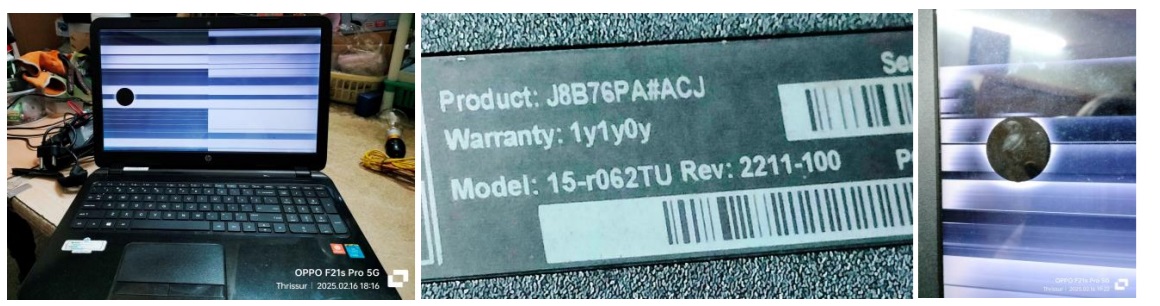 OPPO F21s Pro 5G
Thrissur | 2025.02.16 18:16
Product: J8B76PA#ACJ
Warranty: 1y1y0y
Model: 15-r062TU Rev: 2211-100
OPPO F21s Pro 5G